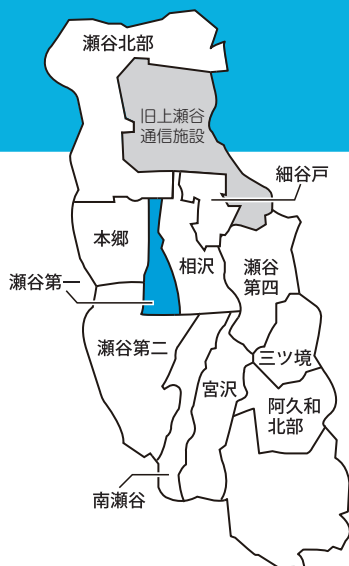 瀬谷北部
旧上瀬谷
通信施設
細谷戸
本郷
相沢
瀬谷
第四
瀬谷第一
瀬谷第二
三ツ境
宮沢
阿久和
北部
南瀬谷